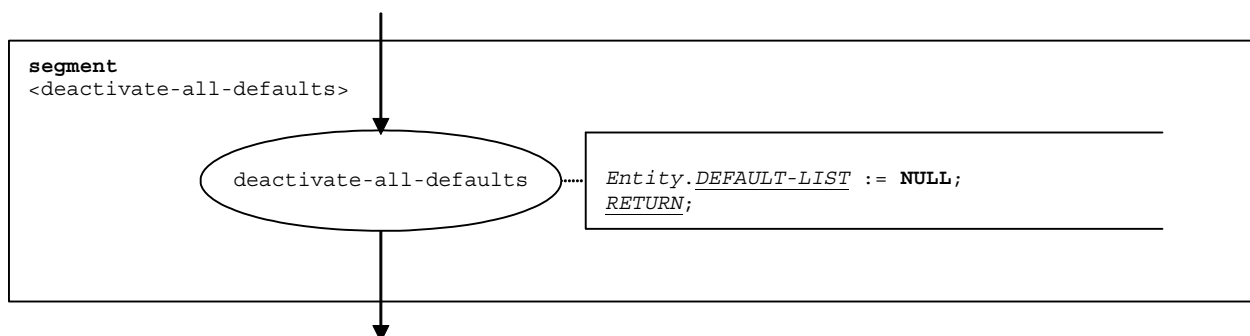 segment
<deactivate-all-defaults>
deactivate-all-defaults
Entity.DEFAULT-LIST := NULL;
RETURN;